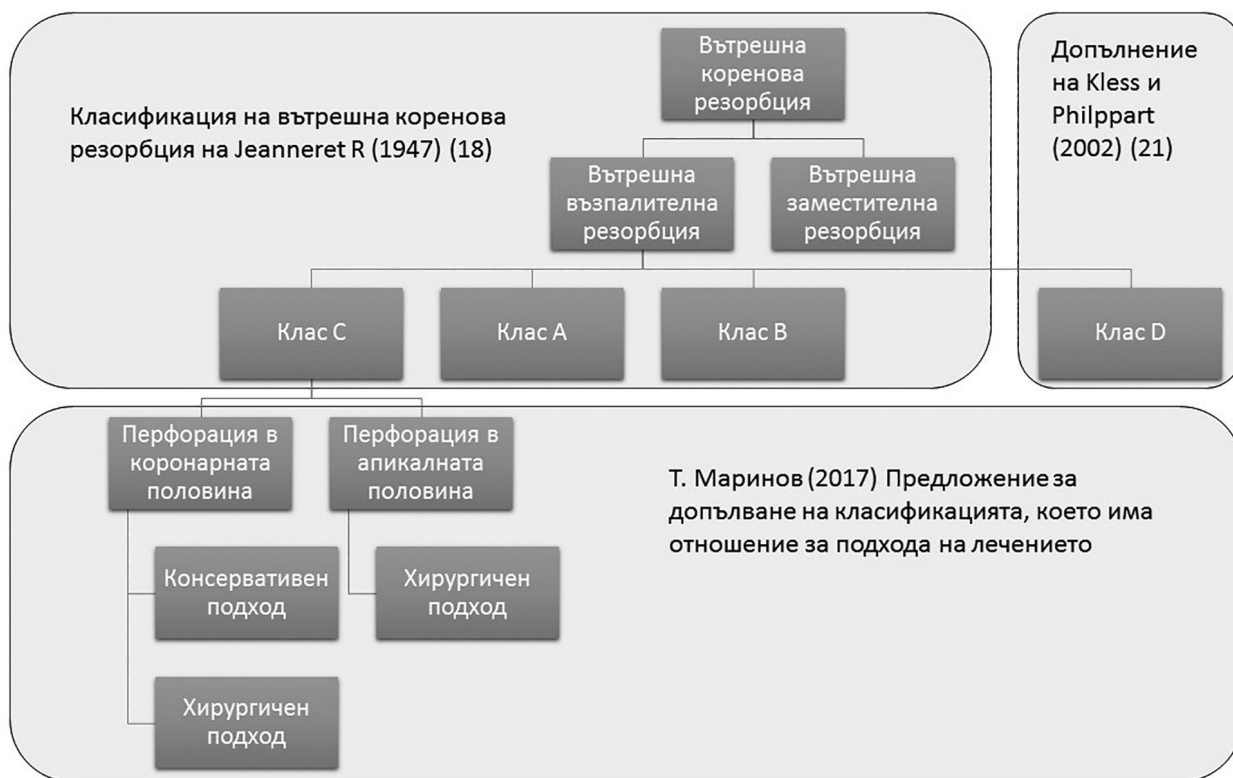 Вътрешна
коренова
резорбция
Допълнение
на Kless и
Philppart
(2002) (21)
Класификация на вътрешна коренова
резорбция на Jeanneret R (1947) (18)
Вътрешна
възпалителна
резорбция
Вътрешна
заместителна
резорбция
Клас C
Клас A
Клас B
Клас D
Перфорация в
коронарната
половина
Перфорация в
апикалната
половина
Т. Маринов (2017) Предложение за
допълване на класификацията, което има
отношение за подхода на лечението
Консервативен
подход
Хирургичен
подход
Хирургичен
подход